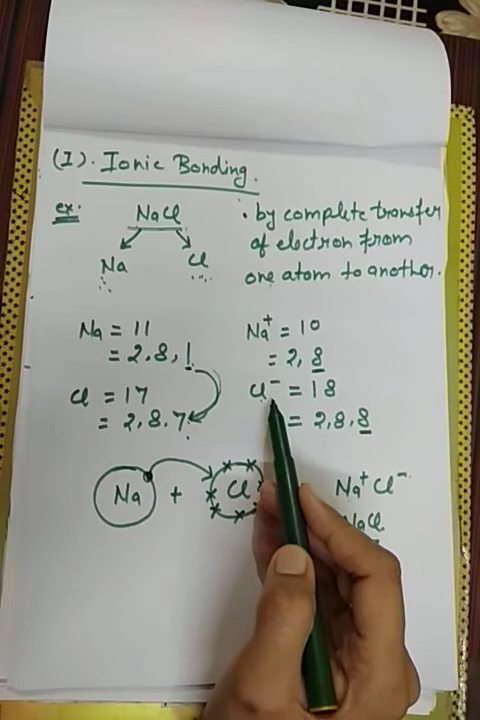 (I). Ionic Bonding.
ex. NaCl
Na Cl
• by complete transfer
of electron from
one atom to another.
Na = 11
= 2,8,1
Cl = 17
= 2,8,7
Na⁺ = 10
= 2,8
Cl⁻ = 18
= 2,8,8
Na + Cl
Na⁺Cl⁻
NaCl